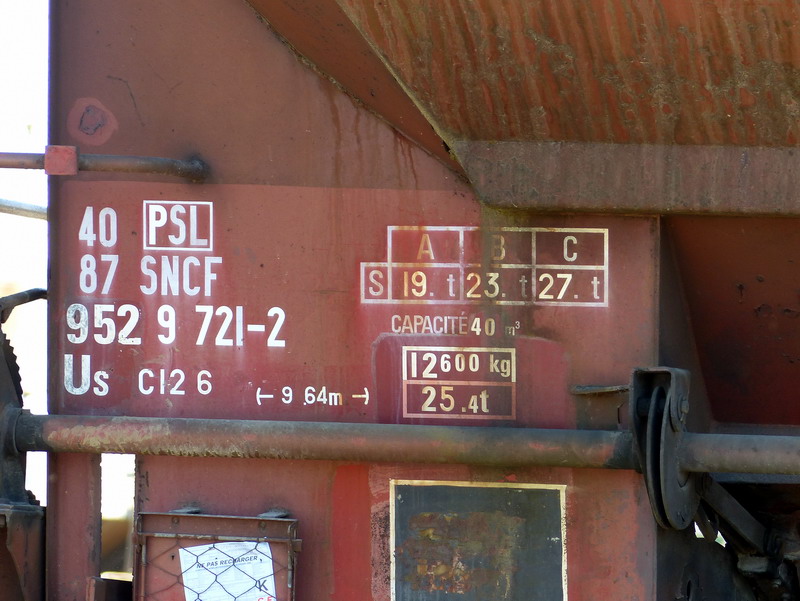 40 PSL
87 SNCF
952 9 721-2
Us C12 6
← 9 64m →
A B C
S 19. t 23. t 27. t
CAPACITÉ 40 m³
12600 kg
25.4t
NE PAS RECHARGER
K